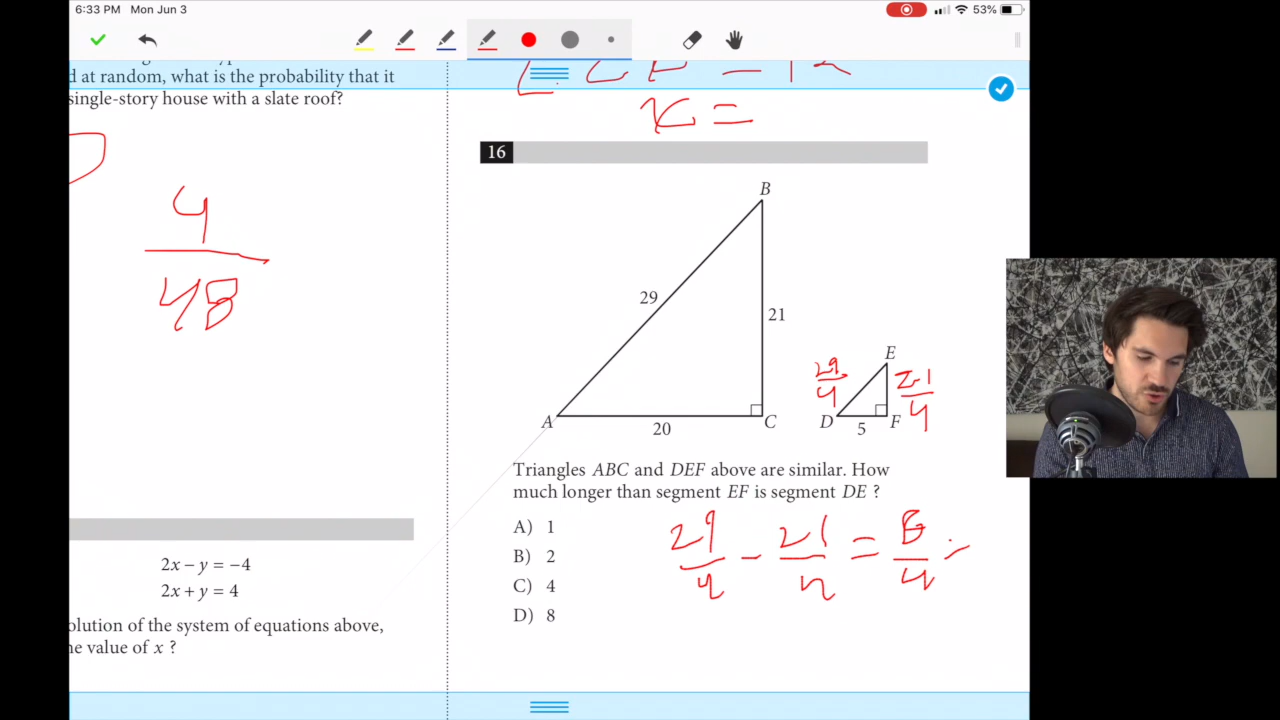 6:33 PM Mon Jun 3
53%
d at random, what is the probability that it
single-story house with a slate roof?
4
48
2x − y = −4
2x + y = 4
olution of the system of equations above,
he value of x ?
x =
16
B
29
21
A
20
C
E
29
4
21
4
D
5
F
Triangles ABC and DEF above are similar. How
much longer than segment EF is segment DE ?
A) 1
B) 2
C) 4
D) 8
29/4 - 21/4 = 8/4 =